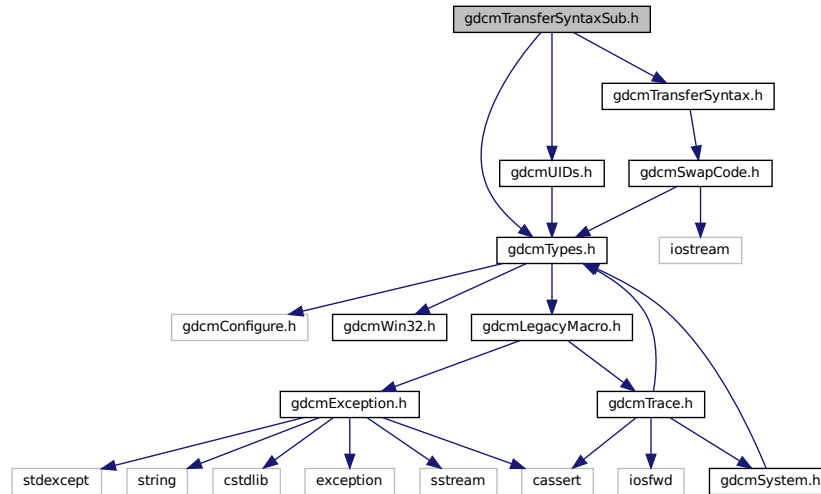 gdcmTransferSyntaxSub.h
gdcmTransferSyntax.h
gdcmUIDs.h
gdcmSwapCode.h
gdcmTypes.h
iostream
gdcmConfigure.h
gdcmWin32.h
gdcmLegacyMacro.h
gdcmException.h
gdcmTrace.h
stdexcept
string
cstdlib
exception
sstream
cassert
iosfwd
gdcmSystem.h